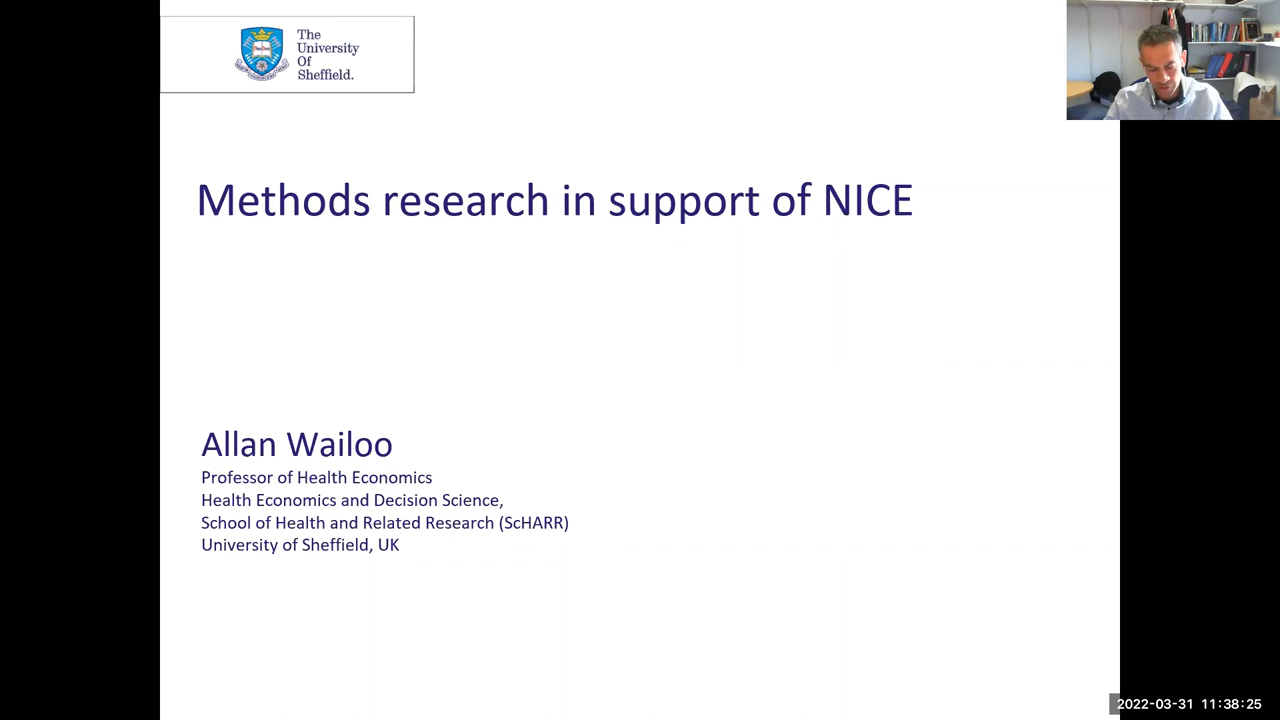 The
University
Of
Sheffield.
Methods research in support of NICE
Allan Wailoo
Professor of Health Economics
Health Economics and Decision Science,
School of Health and Related Research (ScHARR)
University of Sheffield, UK
2022-03-31 11:38:25